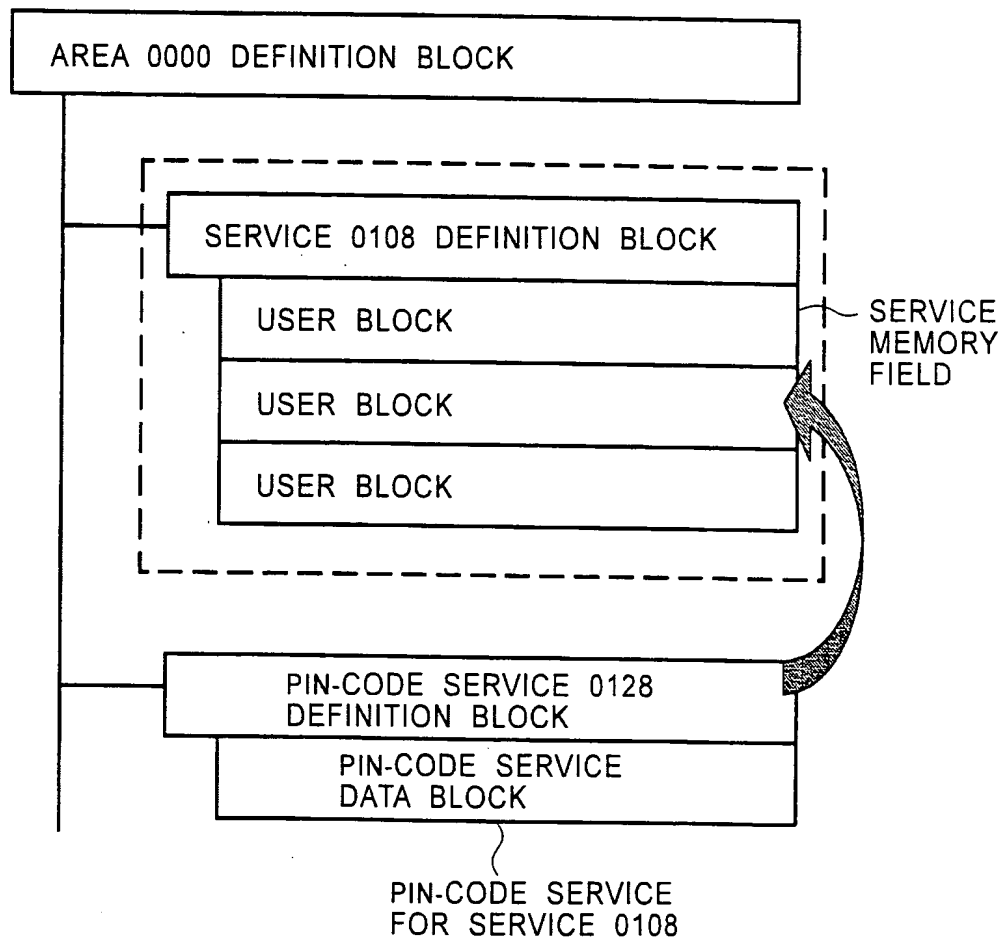 AREA 0000 DEFINITION BLOCK
SERVICE 0108 DEFINITION BLOCK
USER BLOCK
USER BLOCK
USER BLOCK
SERVICE
MEMORY
FIELD
PIN-CODE SERVICE 0128
DEFINITION BLOCK
PIN-CODE SERVICE
DATA BLOCK
PIN-CODE SERVICE
FOR SERVICE 0108